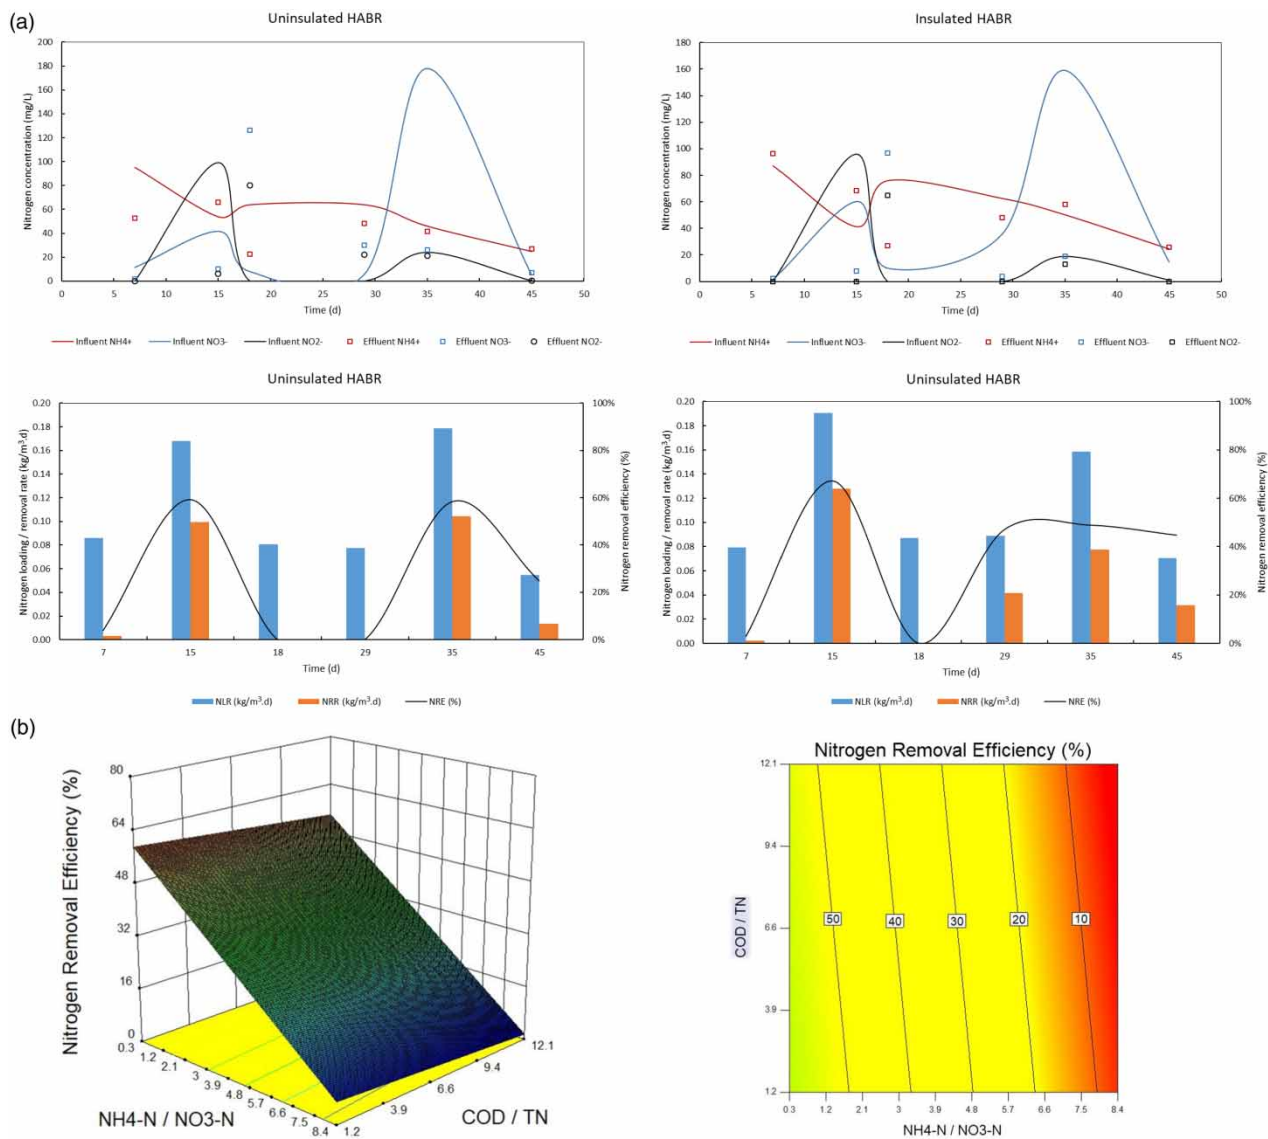 (a)
Uninsulated HABR
Nitrogen concentration (mg/L)
200
180
160
140
120
100
80
60
40
20
0
0 5 10 15 20 25 30 35 40 45 50
Time (d)
Influent NH4+ Influent NO3- Influent NO2- Effluent NH4+ Effluent NO3- Effluent NO2-
Insulated HABR
Nitrogen concentration (mg/L)
180
160
140
120
100
80
60
40
20
0
0 5 10 15 20 25 30 35 40 45 50
Time (d)
Influent NH4+ Influent NO3- Influent NO2- Effluent NH4+ Effluent NO3- Effluent NO2-
Uninsulated HABR
Nitrogen loading / removal rate (kg/m³.d)
0.20
0.18
0.16
0.14
0.12
0.10
0.08
0.06
0.04
0.02
0.00
100%
80%
60%
40%
20%
0%
Nitrogen removal efficiency (%)
7 15 18 29 35 45
Time (d)
NLR (kg/m³.d) NRR (kg/m³.d) NRE (%)
Uninsulated HABR
Nitrogen loading / removal rate (kg/m³.d)
0.20
0.18
0.16
0.14
0.12
0.10
0.08
0.06
0.04
0.02
0.00
100%
80%
60%
40%
20%
0%
Nitrogen removal efficiency (%)
7 15 18 29 35 45
Time (d)
NLR (kg/m³.d) NRR (kg/m³.d) NRE (%)
(b)
Nitrogen Removal Efficiency (%)
80
64
48
32
16
0
0.3 1.2 2.1 3 3.9 4.8 5.7 6.6 7.5 8.4
NH4-N / NO3-N
1.2 3.9 6.6 9.4 12.1
COD / TN
Nitrogen Removal Efficiency (%)
COD / TN
12.1
9.4
6.6
3.9
1.2
50 40 30 20 10
0.3 1.2 2.1 3 3.9 4.8 5.7 6.6 7.5 8.4
NH4-N / NO3-N